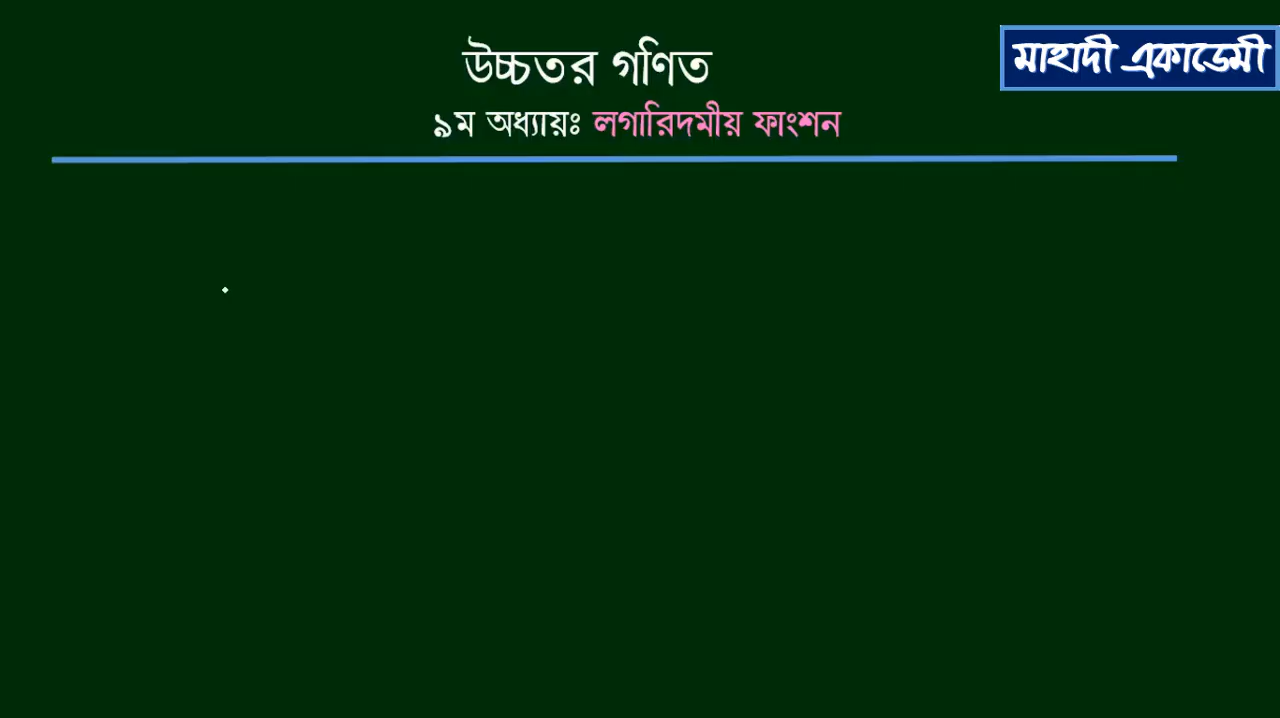 উচ্চতর গণিত
মাহাদী একাডেমী
৯ম অধ্যায়ঃ লগারিদমীয় ফাংশন